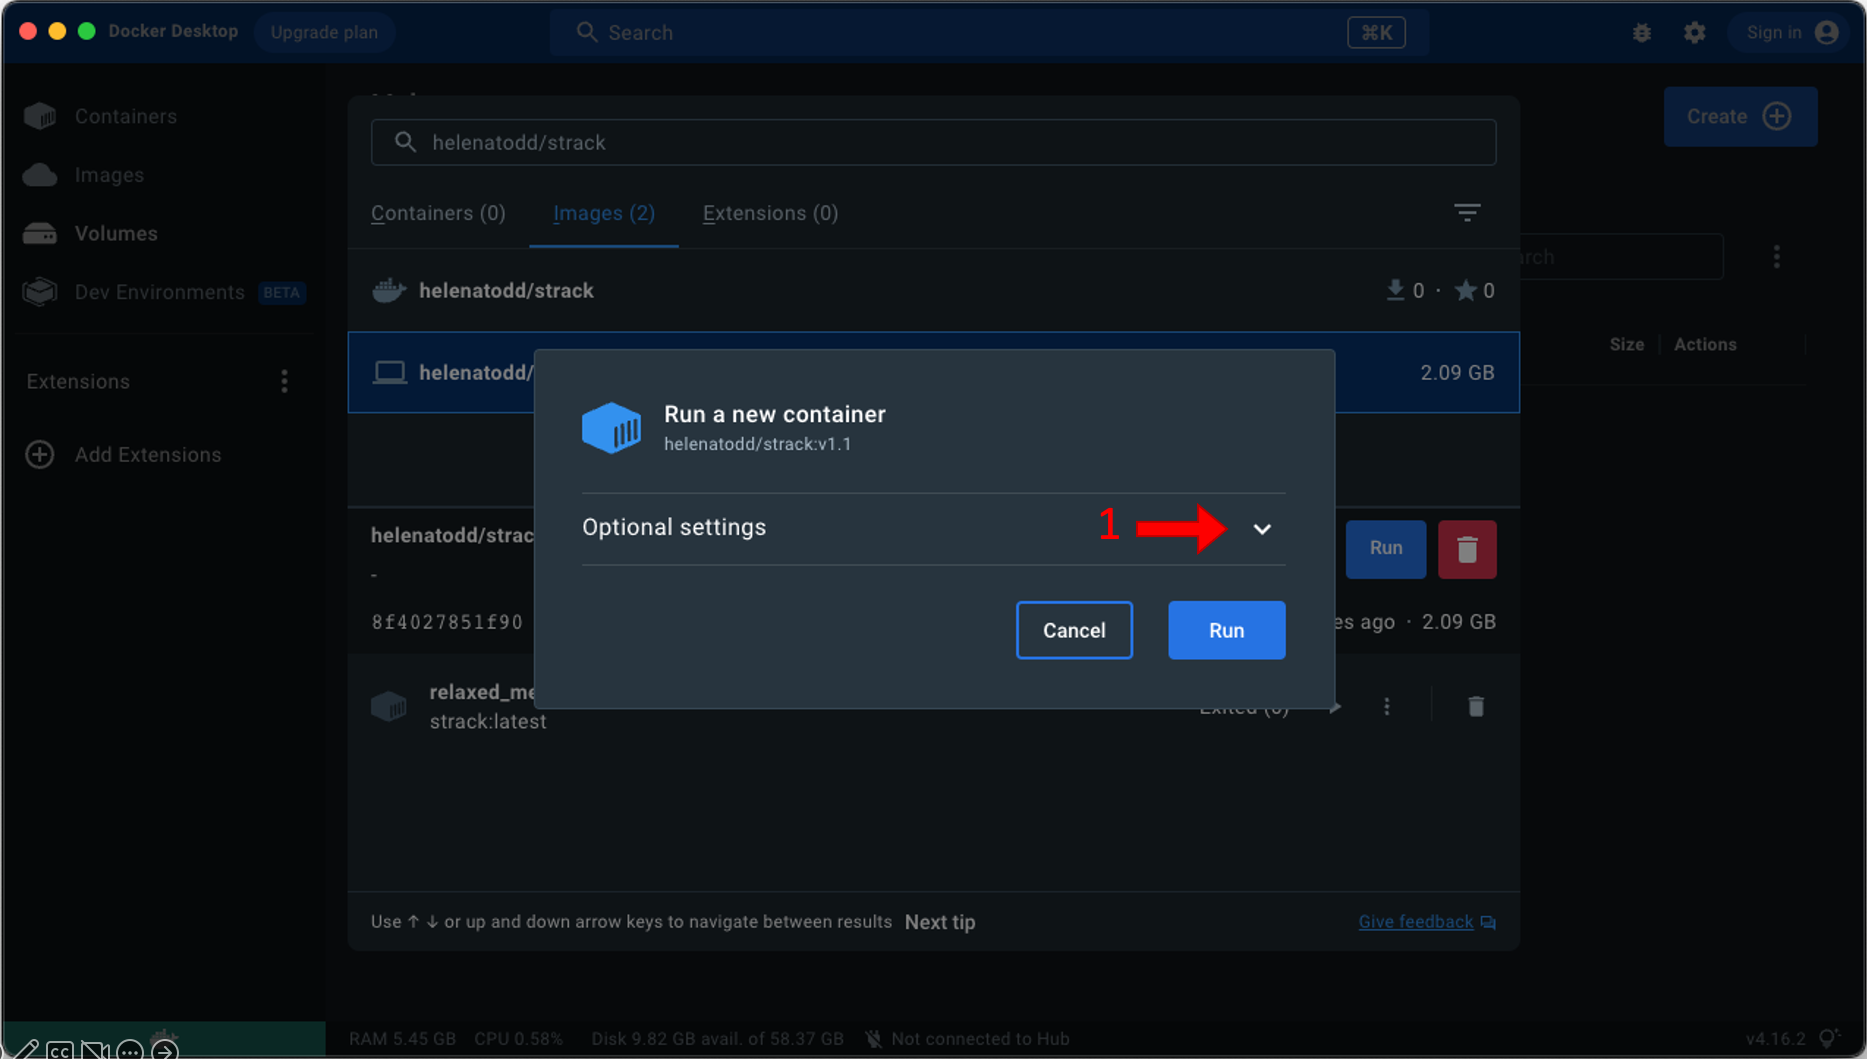 Docker Desktop
Upgrade plan
Search
⌘K
Sign in
Containers
Images
Volumes
Dev Environments BETA
Extensions
Add Extensions
Create
helenatodd/strack
Containers (0)
Images (2)
Extensions (0)
helenatodd/strack
0 · 0
helenatodd/
2.09 GB
Size
Actions
Run a new container
helenatodd/strack:v1.1
Optional settings
1
Cancel
Run
helenatodd/strac
Run
-
8f4027851f90
es ago · 2.09 GB
relaxed_me
Exited (0)
strack:latest
Use ↑ ↓ or up and down arrow keys to navigate between results Next tip
Give feedback
RAM 5.45 GB CPU 0.58% Disk 9.82 GB avail. of 58.37 GB Not connected to Hub
v4.16.2
CC